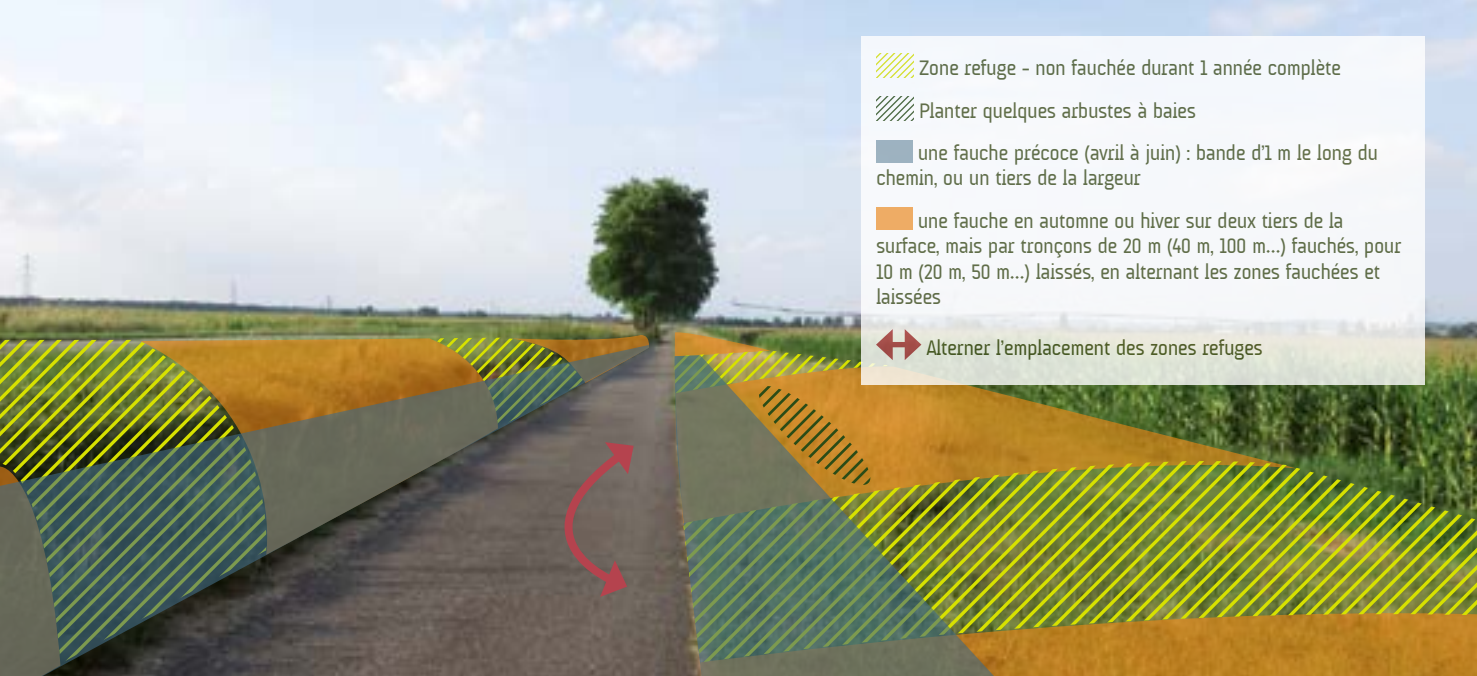 Zone refuge - non fauchée durant 1 année complète
Planter quelques arbustes à baies
une fauche précoce (avril à juin) : bande d'1 m le long du
chemin, ou un tiers de la largeur
une fauche en automne ou hiver sur deux tiers de la
surface, mais par tronçons de 20 m (40 m, 100 m...) fauchés, pour
10 m (20 m, 50 m...) laissés, en alternant les zones fauchées et
laissées
Alterner l'emplacement des zones refuges